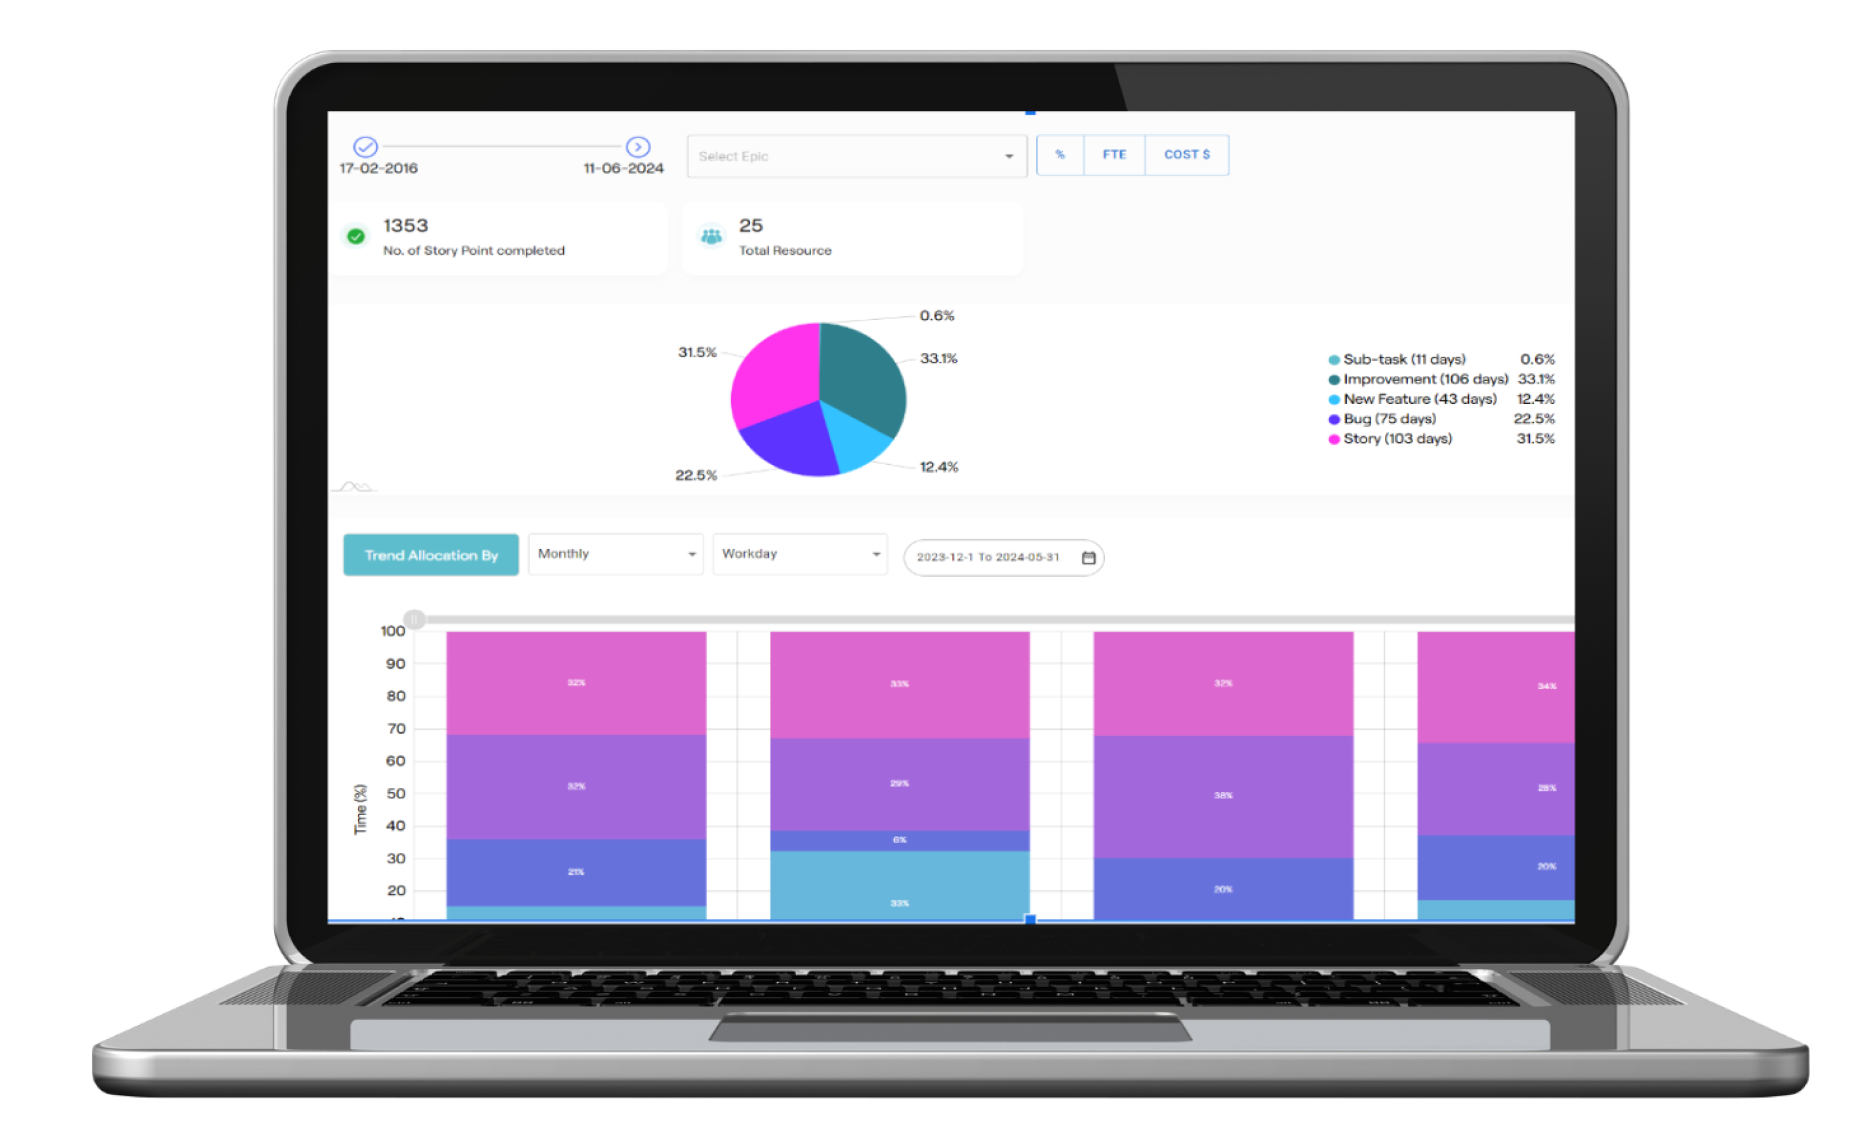 17-02-2016
11-06-2024
Select Epic
%
FTE
COST $
1353
No. of Story Point completed
25
Total Resource
0.6%
31.5%
33.1%
22.5%
12.4%
Sub-task (11 days) 0.6%
Improvement (106 days) 33.1%
New Feature (43 days) 12.4%
Bug (75 days) 22.5%
Story (103 days) 31.5%
Trend Allocation By
Monthly
Workday
2023-12-1 To 2024-05-31
Time (%)
100
90
80
70
60
50
40
30
20
32%
32%
21%
33%
29%
6%
33%
32%
38%
20%
34%
28%
20%